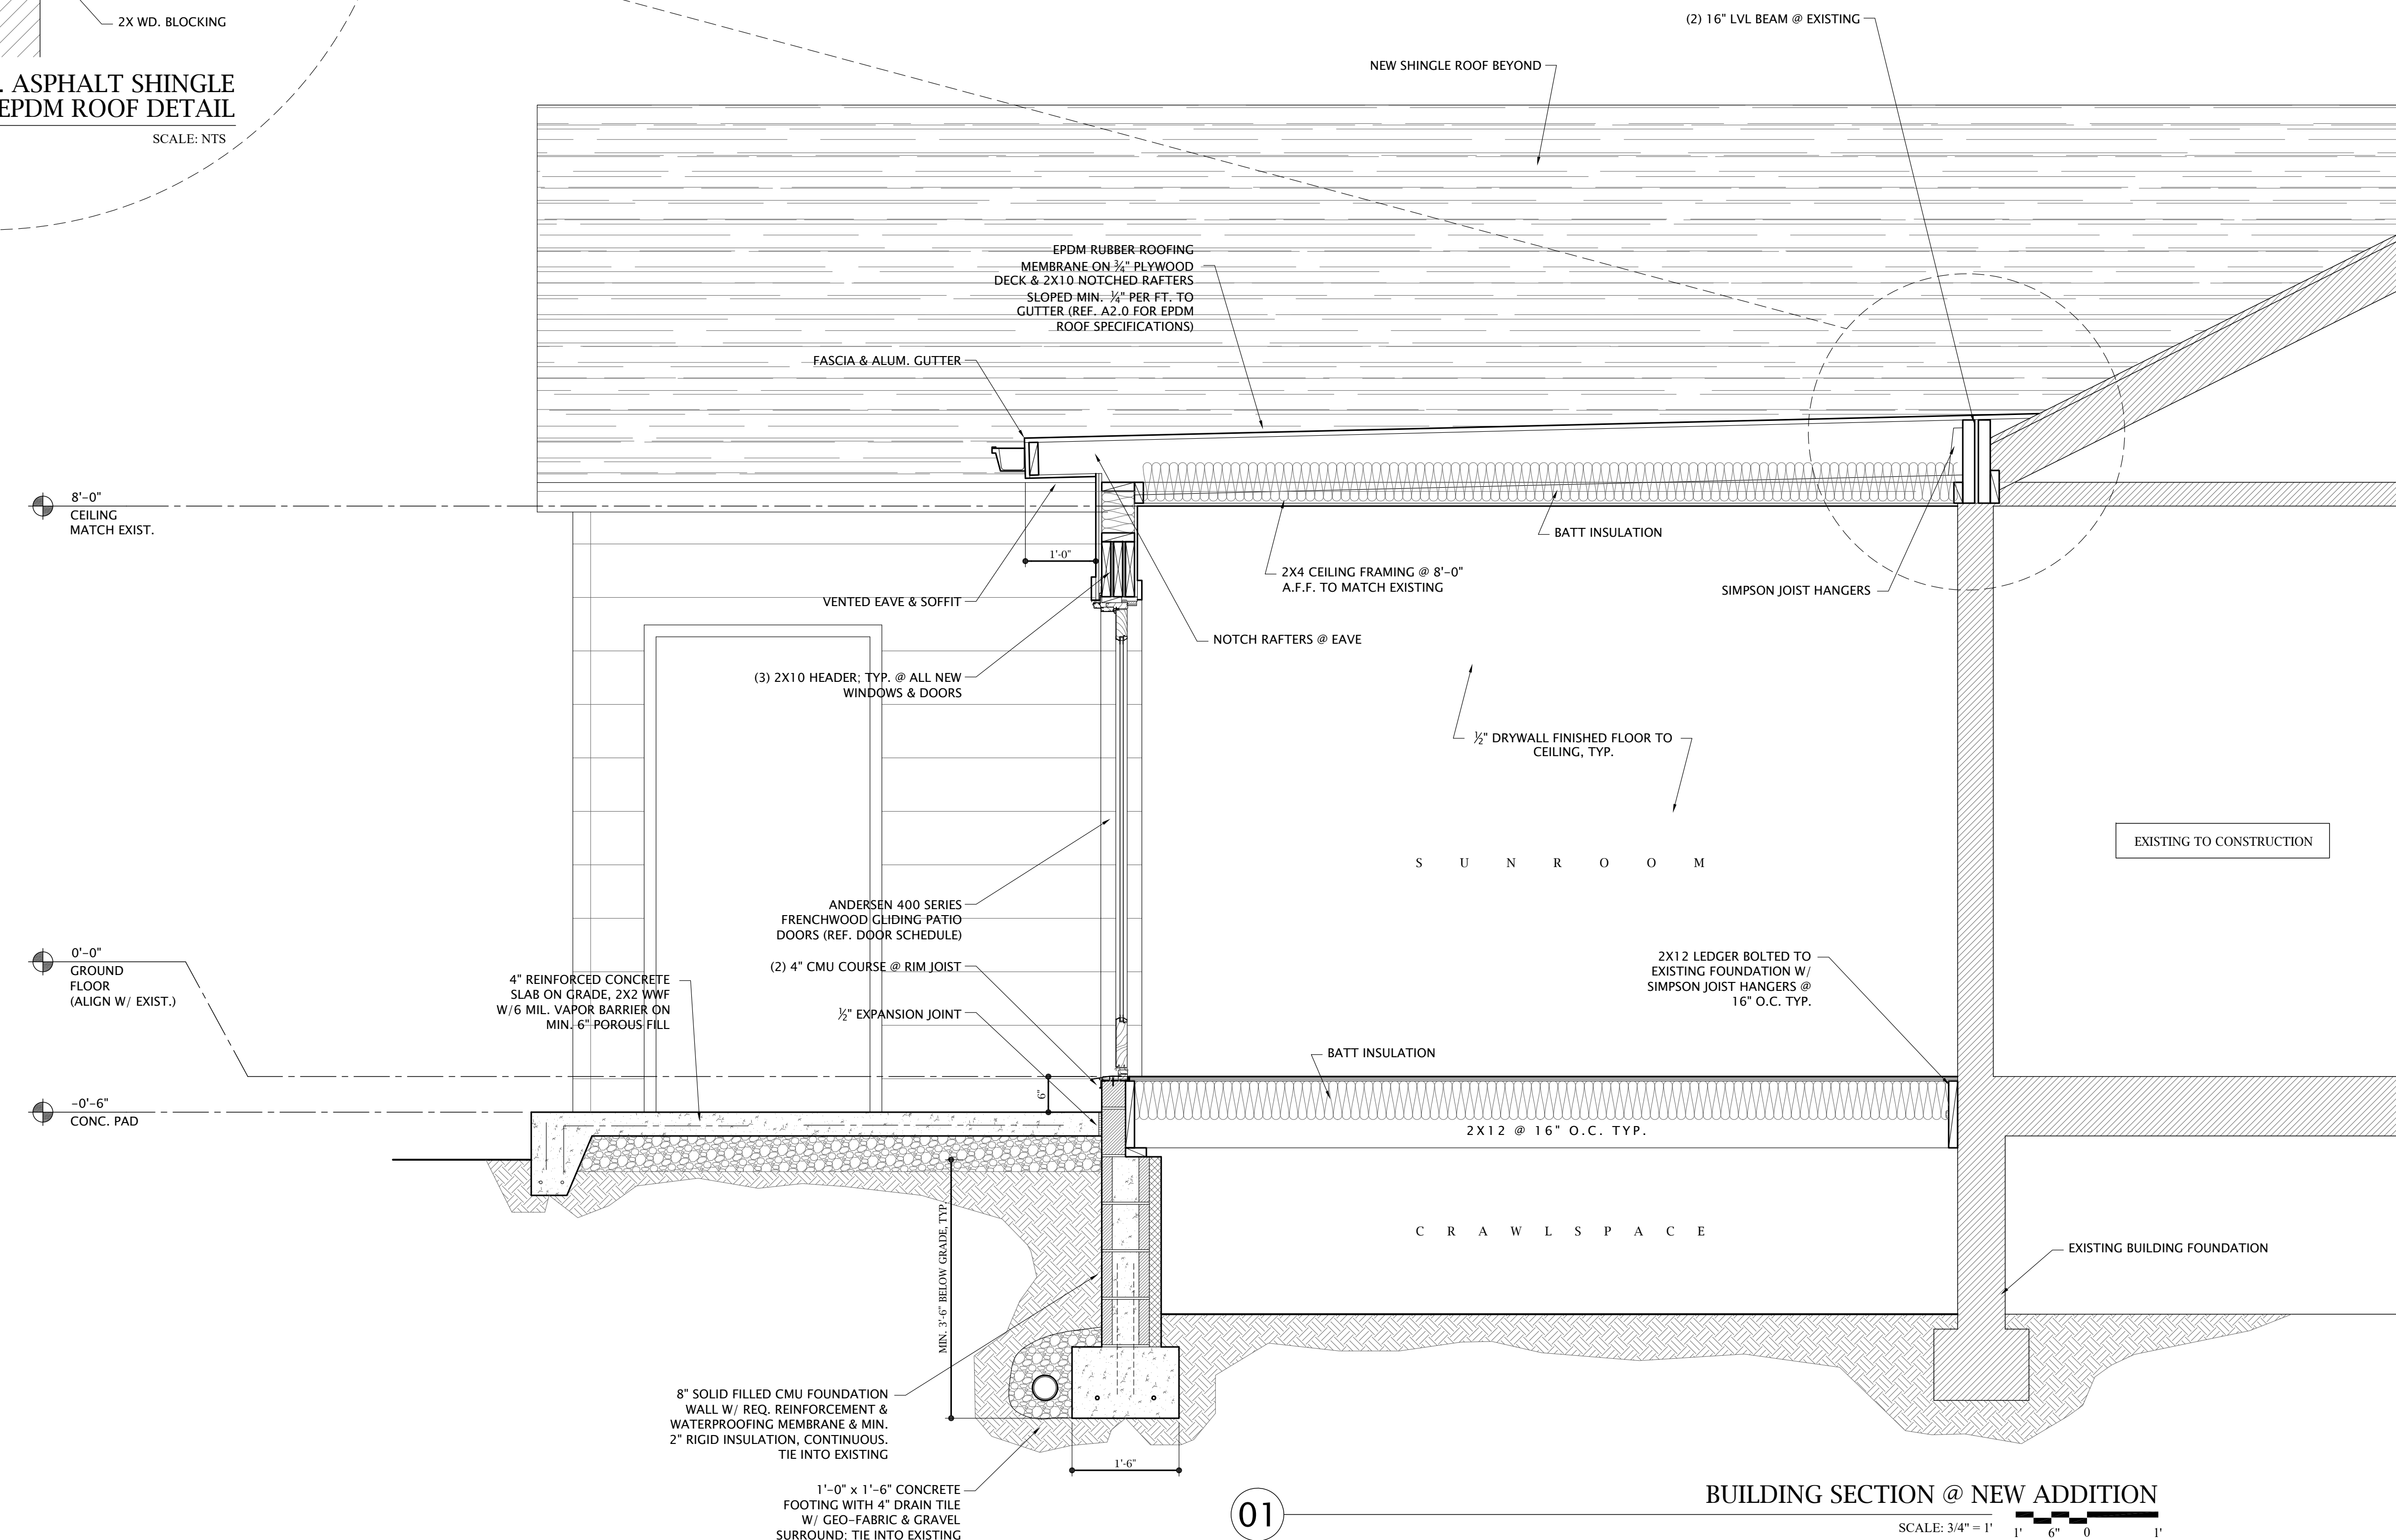 2X WD. BLOCKING
. ASPHALT SHINGLE
EPDM ROOF DETAIL
SCALE: NTS
(2) 16" LVL BEAM @ EXISTING
NEW SHINGLE ROOF BEYOND
EPDM RUBBER ROOFING
MEMBRANE ON ¾" PLYWOOD
DECK & 2X10 NOTCHED RAFTERS
SLOPED MIN. ¼" PER FT. TO
GUTTER (REF. A2.0 FOR EPDM
ROOF SPECIFICATIONS)
FASCIA & ALUM. GUTTER
8'-0"
CEILING
MATCH EXIST.
1'-0"
BATT INSULATION
2X4 CEILING FRAMING @ 8'-0"
A.F.F. TO MATCH EXISTING
SIMPSON JOIST HANGERS
VENTED EAVE & SOFFIT
NOTCH RAFTERS @ EAVE
(3) 2X10 HEADER; TYP. @ ALL NEW
WINDOWS & DOORS
½" DRYWALL FINISHED FLOOR TO
CEILING, TYP.
EXISTING TO CONSTRUCTION
SUNROOM
ANDERSEN 400 SERIES
FRENCHWOOD GLIDING PATIO
DOORS (REF. DOOR SCHEDULE)
0'-0"
GROUND
FLOOR
(ALIGN W/ EXIST.)
(2) 4" CMU COURSE @ RIM JOIST
4" REINFORCED CONCRETE
SLAB ON GRADE, 2X2 WWF
W/6 MIL. VAPOR BARRIER ON
MIN. 6" POROUS FILL
½" EXPANSION JOINT
2X12 LEDGER BOLTED TO
EXISTING FOUNDATION W/
SIMPSON JOIST HANGERS @
16" O.C. TYP.
BATT INSULATION
6"
-0'-6"
CONC. PAD
2X12 @ 16" O.C. TYP.
MIN. 3'-6" BELOW GRADE, TYP.
CRAWLSPACE
EXISTING BUILDING FOUNDATION
8" SOLID FILLED CMU FOUNDATION
WALL W/ REQ. REINFORCEMENT &
WATERPROOFING MEMBRANE & MIN.
2" RIGID INSULATION, CONTINUOUS.
TIE INTO EXISTING
1'-6"
1'-0" x 1'-6" CONCRETE
FOOTING WITH 4" DRAIN TILE
W/ GEO-FABRIC & GRAVEL
SURROUND; TIE INTO EXISTING
01
BUILDING SECTION @ NEW ADDITION
SCALE: 3/4" = 1'
1' 6" 0 1'